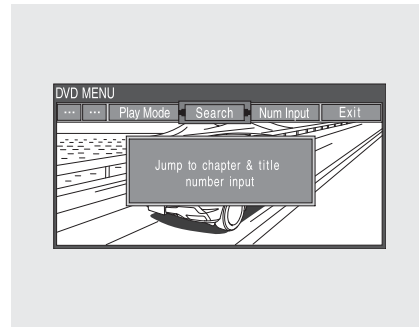 DVD MENU
... ... Play Mode Search Num Input Exit
Jump to chapter & title
number input